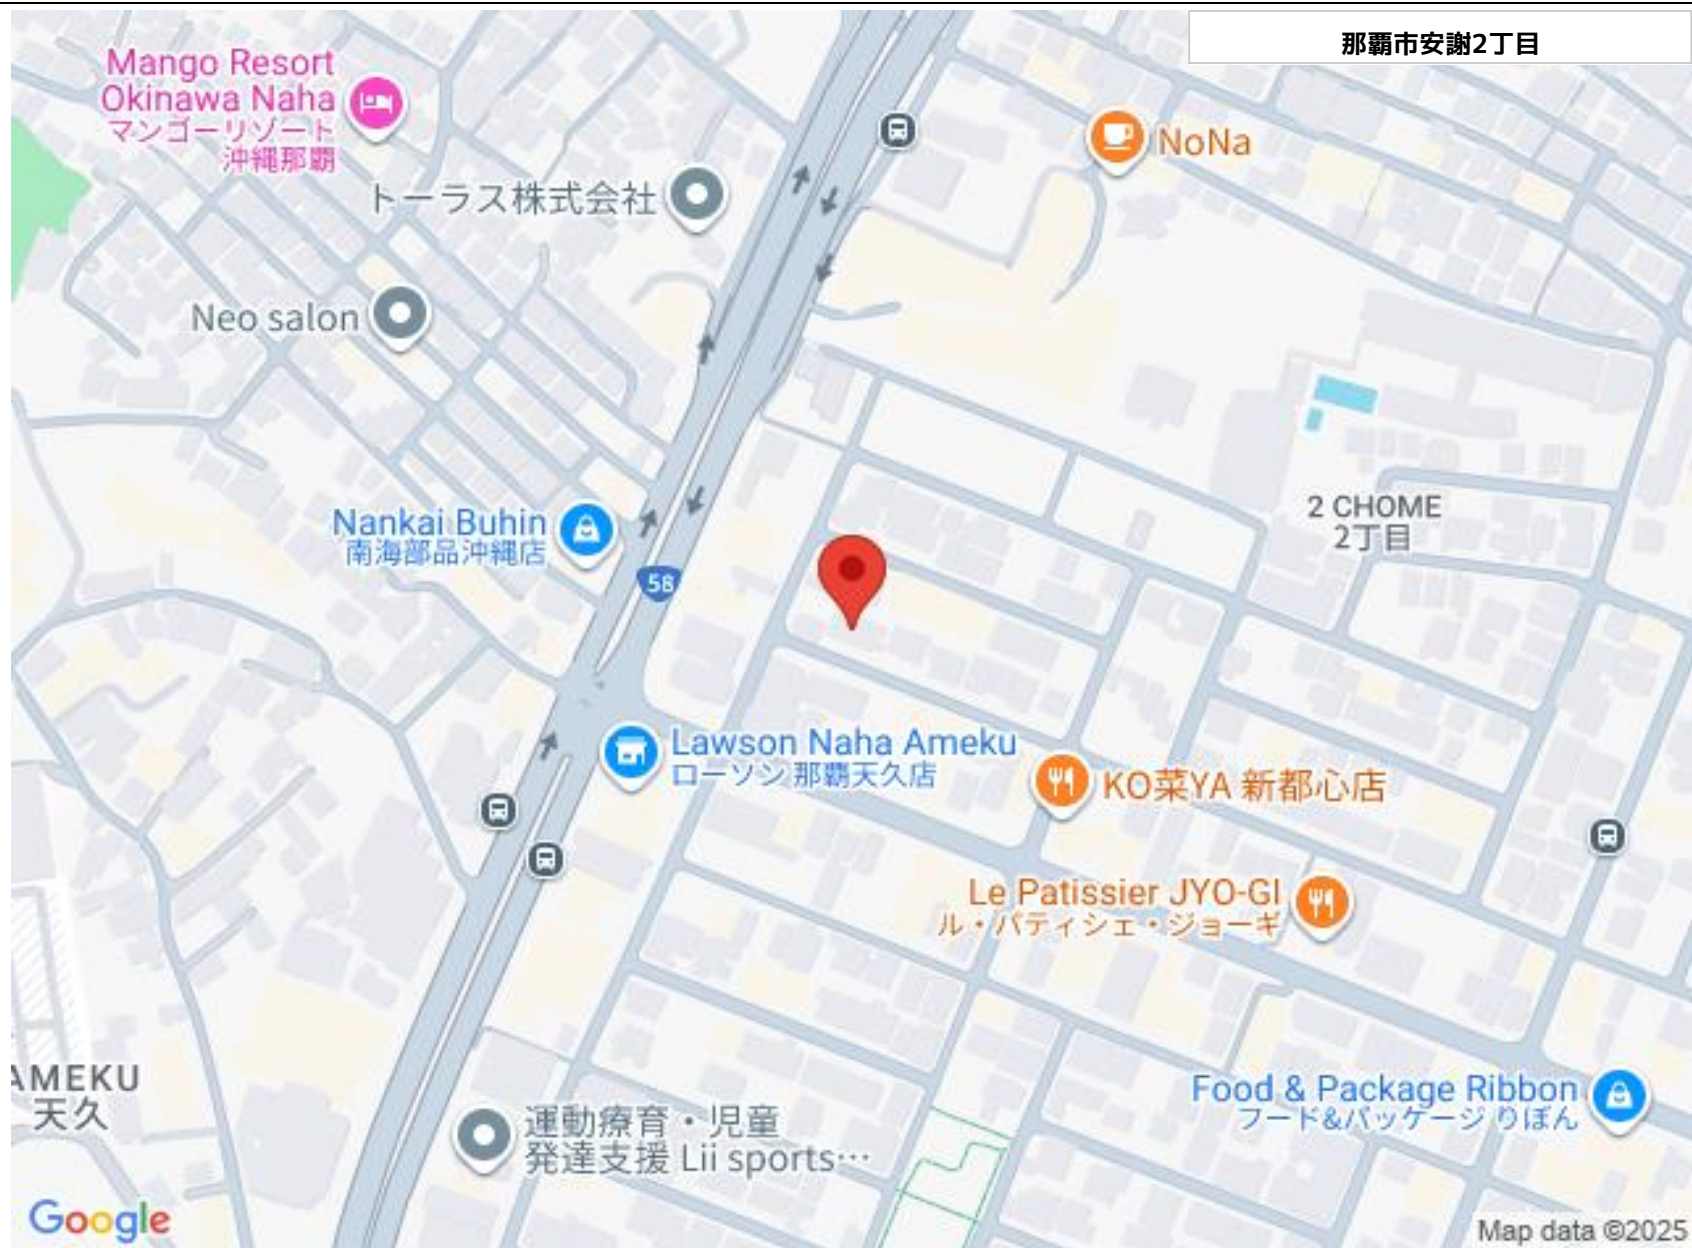 那覇市安謝2丁目
Mango Resort
Okinawa Naha
マンゴーリゾート
沖縄那覇
NoNa
トーラス株式会社
Neo salon
2 CHOME
2丁目
Nankai Buhin
南海部品沖縄店
58
Lawson Naha Ameku
ローソン 那覇天久店
KO菜YA 新都心店
Le Patissier JYO-GI
ル・パティシェ・ジョーギ
AMEKU
天久
Food & Package Ribbon
フード&パッケージ りぼん
運動療育・児童
発達支援 Lii sports…
Google
Map data ©2025